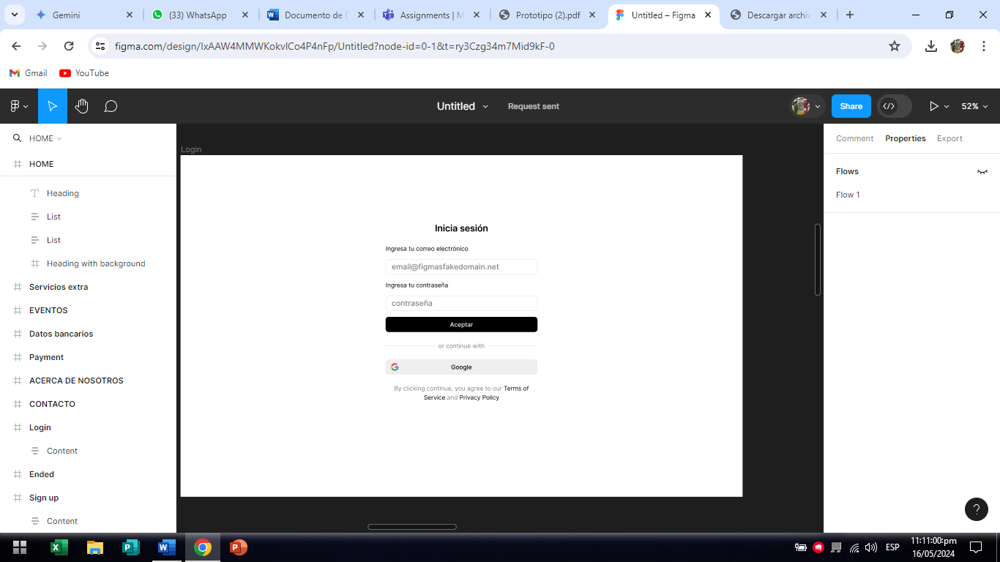 Gemini
(33) WhatsApp
Documento de D
Assignments | M
Prototipo (2).pdf
Untitled – Figma
Descargar archiv
figma.com/design/IxAAW4MMWKokvICo4P4nFp/Untitled?node-id=0-1&t=ry3Czg34m7Mid9kF-0
Gmail
YouTube
Untitled
Request sent
Share
52%
HOME
HOME
Heading
List
List
Heading with background
Servicios extra
EVENTOS
Datos bancarios
Payment
ACERCA DE NOSOTROS
CONTACTO
Login
Content
Ended
Sign up
Content
Login
Inicia sesión
Ingresa tu correo electrónico
email@figmasfakedomain.net
Ingresa tu contraseña
contraseña
Aceptar
or continue with
Google
By clicking continue, you agree to our Terms of
Service and Privacy Policy
Comment
Properties
Export
Flows
Flow 1
?
ESP
11:11:00:pm
16/05/2024